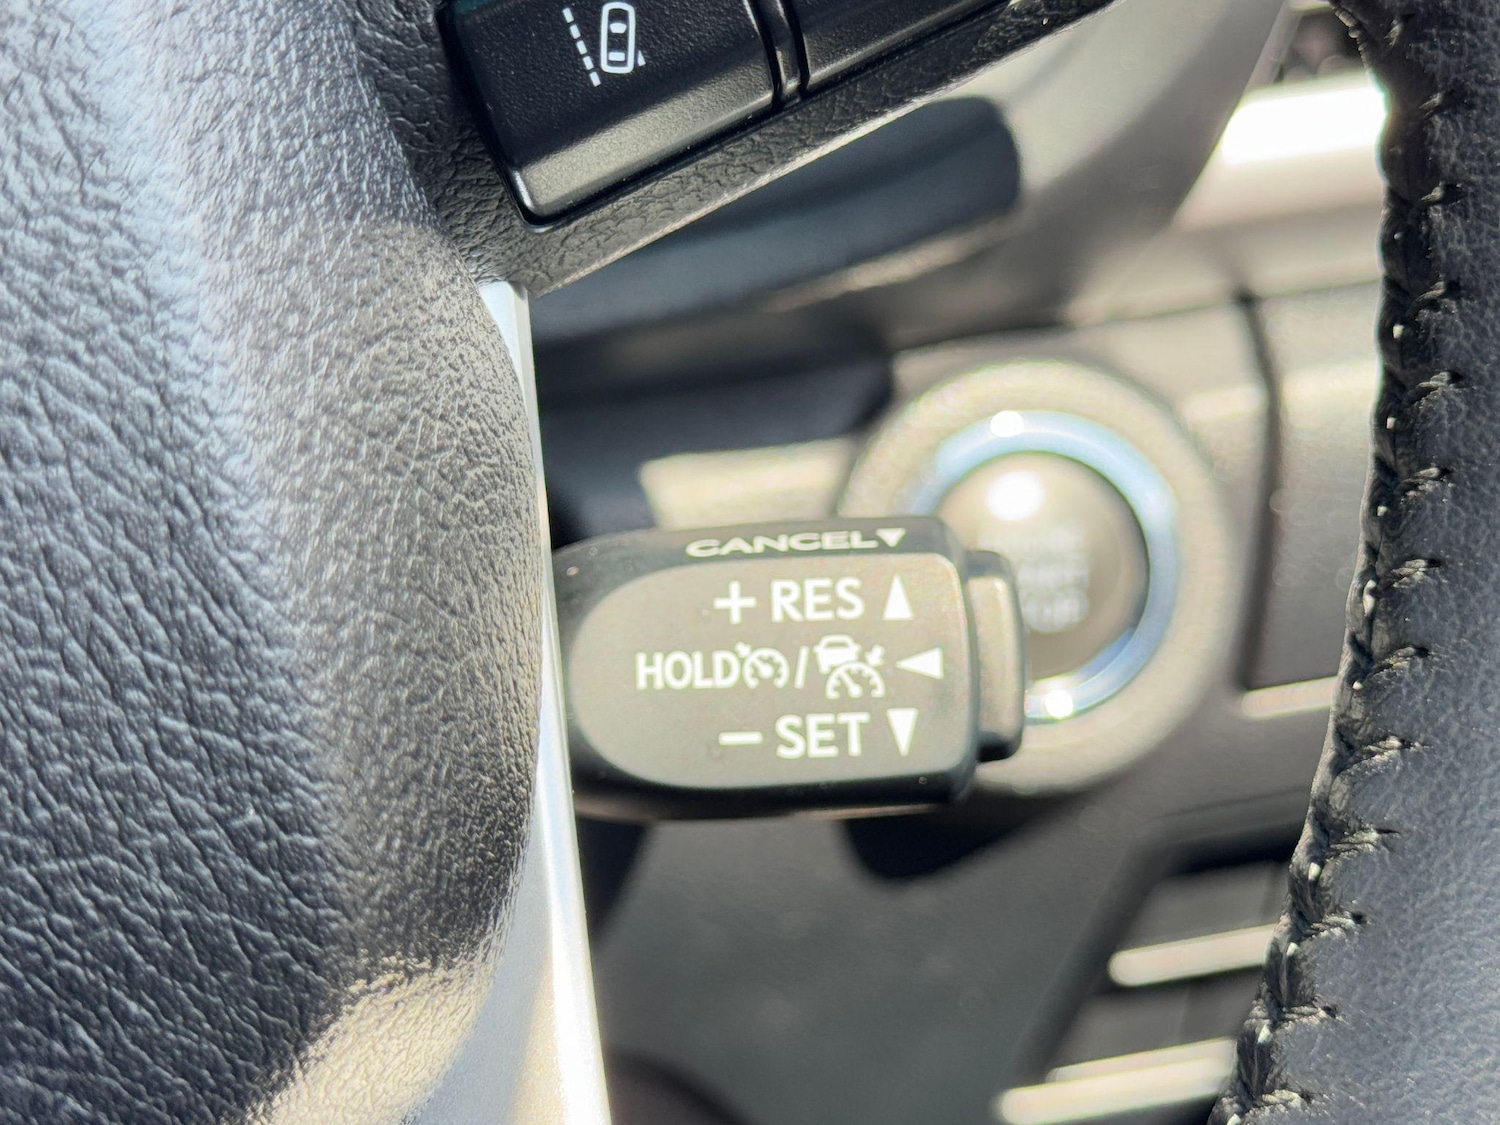 CANCEL▼
+ RES ▲
HOLD / ◀
− SET ▼